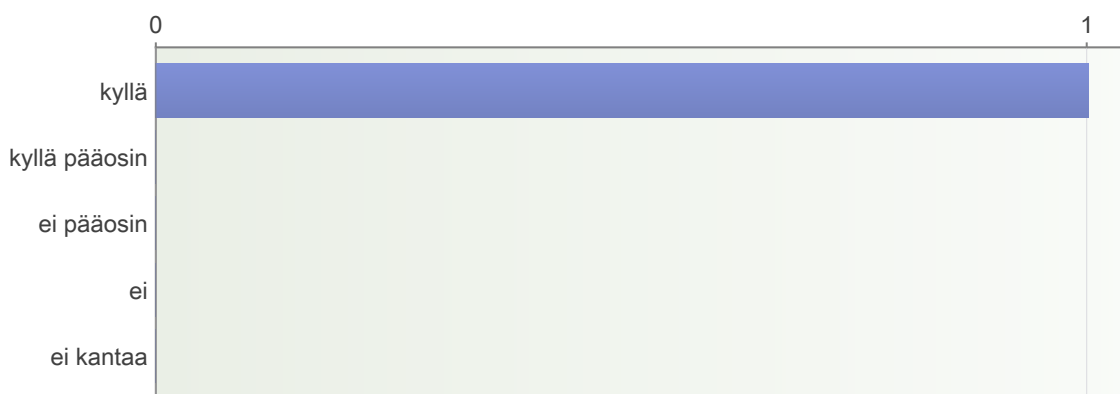 0 1
kyllä
kyllä pääosin
ei pääosin
ei
ei kantaa